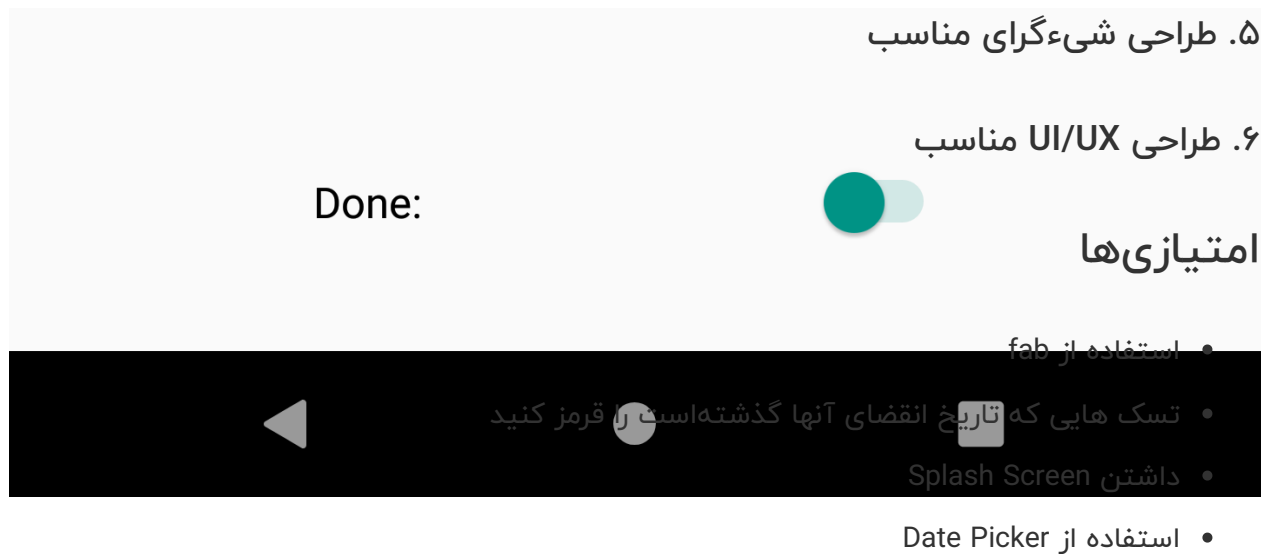 ۵. طراحی شیءگرای مناسب
۶. طراحی UI/UX مناسب
Done:
امتیازی‌ها
• استفاده از fab
• تسک هایی که تاریخ انقضای آنها گذشته‌است را قرمز کنید
• داشتن Splash Screen
• استفاده از Date Picker